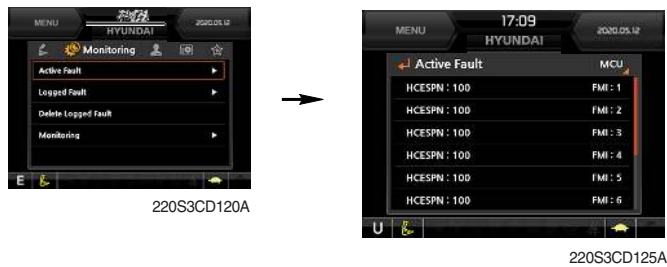 MENU
2020.05.12
HYUNDAI
Monitoring
Active Fault
Logged Fault
Delete Logged Fault
Monitoring
E
220S3CD120A
17:09
MENU
2020.05.12
HYUNDAI
Active Fault MCU
HCESPN : 100 FMI : 1
HCESPN : 100 FMI : 2
HCESPN : 100 FMI : 3
HCESPN : 100 FMI : 4
HCESPN : 100 FMI : 5
HCESPN : 100 FMI : 6
U
220S3CD125A